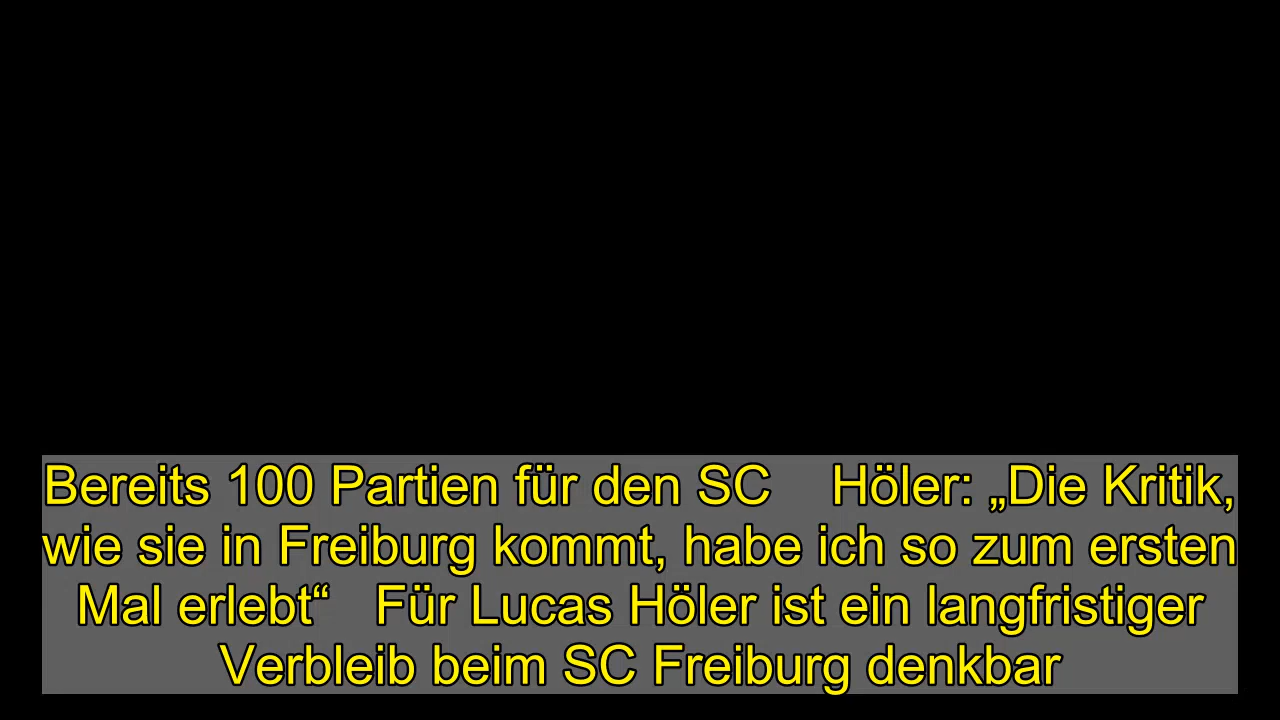 Bereits 100 Partien für den SC    Höler: „Die Kritik,
wie sie in Freiburg kommt, habe ich so zum ersten
Mal erlebt“   Für Lucas Höler ist ein langfristiger
Verbleib beim SC Freiburg denkbar